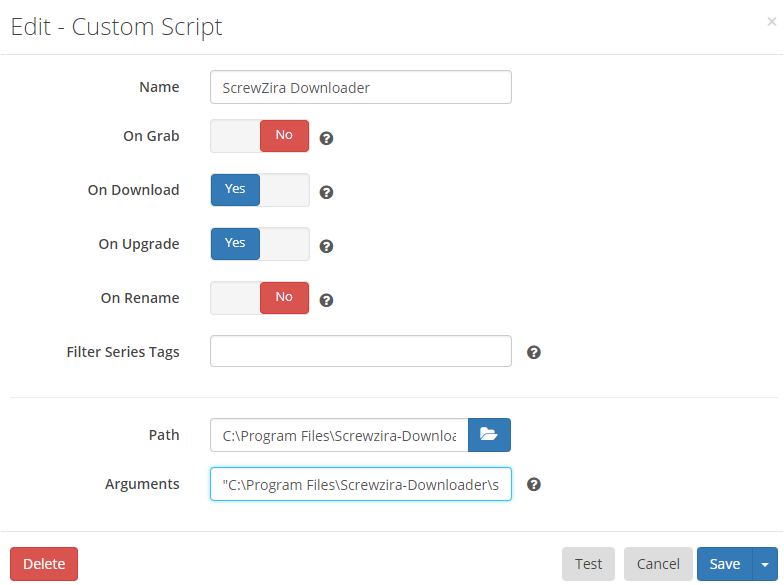 Edit - Custom Script
×
Name ScrewZira Downloader
On Grab No ?
On Download Yes ?
On Upgrade Yes ?
On Rename No ?
Filter Series Tags ?
Path C:\Program Files\Screwzira-Downloa
Arguments "C:\Program Files\Screwzira-Downloader\s ?
Delete Test Cancel Save